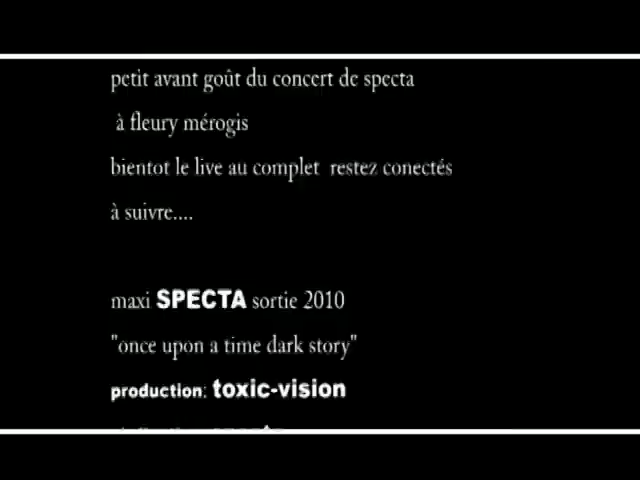 petit avant goût du concert de specta
à fleury mérogis
bientot le live au complet restez conectés
à suivre....
maxi SPECTA sortie 2010
"once upon a time dark story"
production: toxic-vision